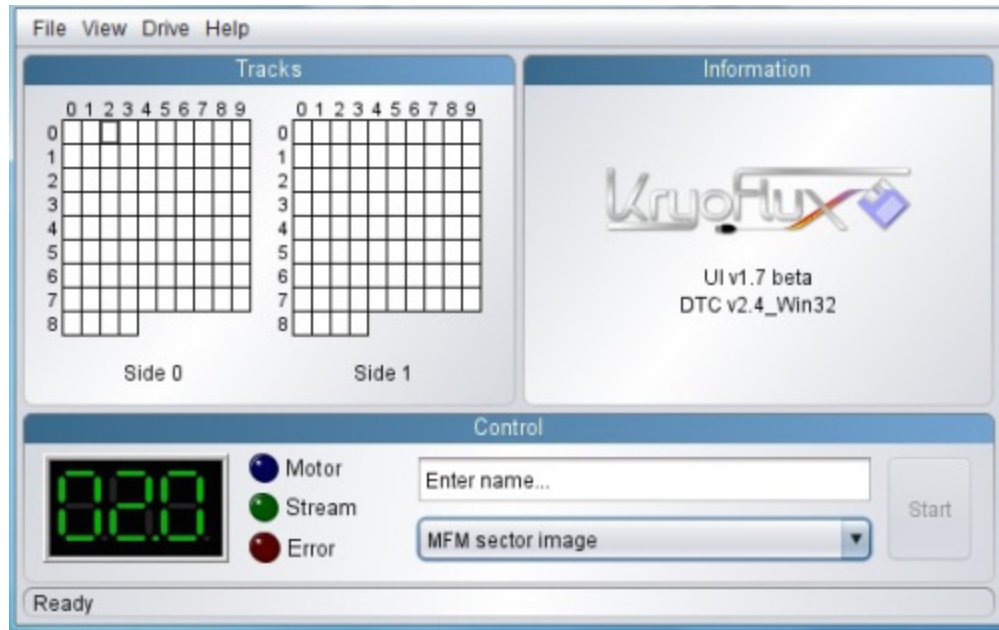 File View Drive Help
Tracks
0 1 2 3 4 5 6 7 8 9
0
1
2
3
4
5
6
7
8
Side 0
0 1 2 3 4 5 6 7 8 9
0
1
2
3
4
5
6
7
8
Side 1
Information
KryoFlux
UI v1.7 beta
DTC v2.4_Win32
Control
02.0
Motor
Stream
Error
Enter name...
MFM sector image
Start
Ready